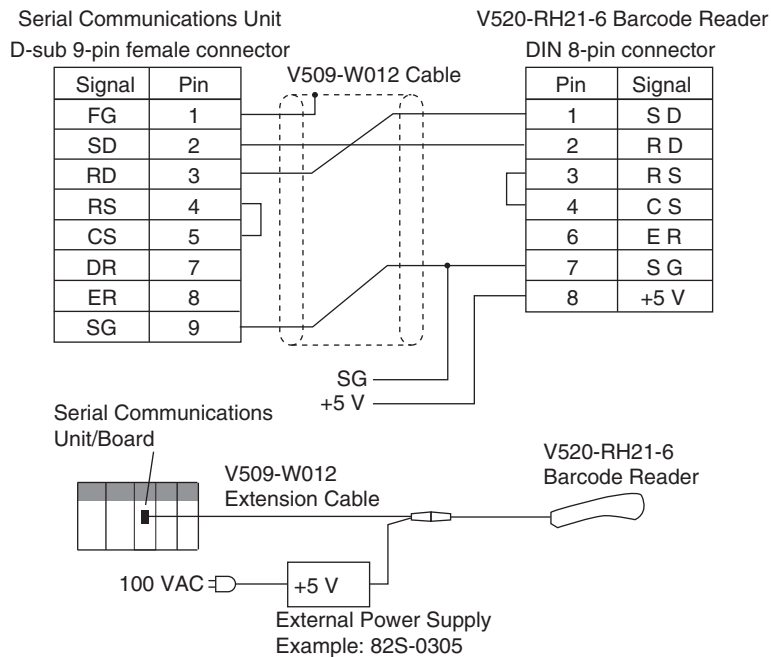 Serial Communications Unit
V520-RH21-6 Barcode Reader
D-sub 9-pin female connector
DIN 8-pin connector
V509-W012 Cable
Signal Pin
FG 1
SD 2
RD 3
RS 4
CS 5
DR 7
ER 8
SG 9
Pin Signal
1 S D
2 R D
3 R S
4 C S
6 E R
7 S G
8 +5 V
SG
+5 V
Serial Communications
Unit/Board
V509-W012
Extension Cable
V520-RH21-6
Barcode Reader
100 VAC
+5 V
External Power Supply
Example: 82S-0305